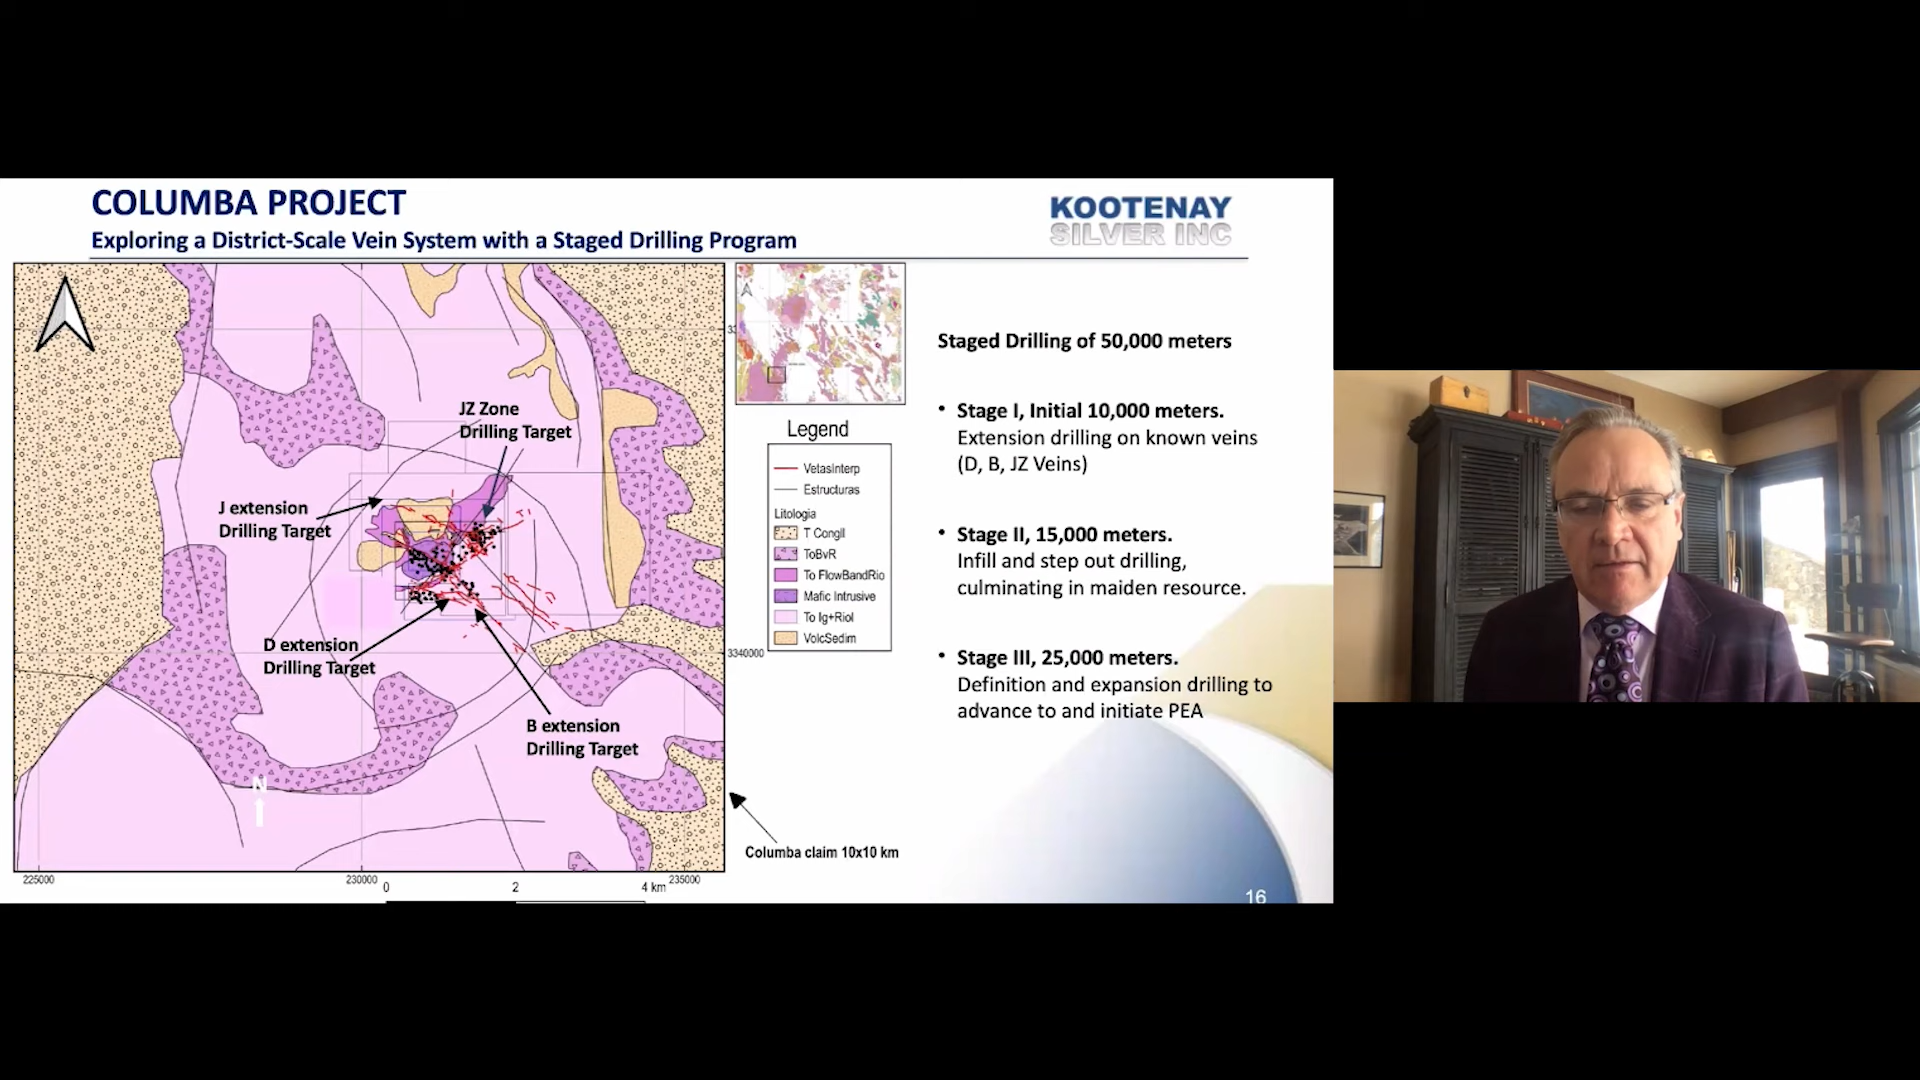 COLUMBA PROJECT
Exploring a District-Scale Vein System with a Staged Drilling Program
KOOTENAY
SILVER INC
JZ Zone
Drilling Target
J extension
Drilling Target
D extension
Drilling Target
B extension
Drilling Target
N
225000
230000
235000
0
2
4 km
3340000
Legend
VetasInterp
Estructuras
Litologia
T Congll
ToBvR
To FlowBandRio
Mafic Intrusive
To Ig+Riol
VolcSedim
Columba claim 10x10 km
Staged Drilling of 50,000 meters
• Stage I, Initial 10,000 meters.
Extension drilling on known veins
(D, B, JZ Veins)
• Stage II, 15,000 meters.
Infill and step out drilling,
culminating in maiden resource.
• Stage III, 25,000 meters.
Definition and expansion drilling to
advance to and initiate PEA
16